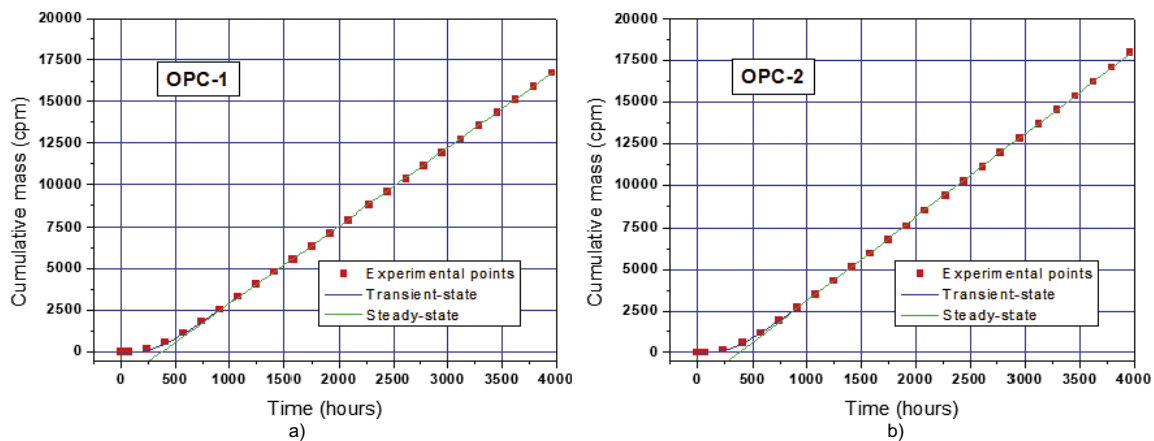 20000
17500
15000
12500
10000
7500
5000
2500
0
Cumulative mass (cpm)
OPC-1
Experimental points
Transient-state
Steady-state
0 500 1000 1500 2000 2500 3000 3500 4000
Time (hours)
a)
20000
17500
15000
12500
10000
7500
5000
2500
0
Cumulative mass (cpm)
OPC-2
Experimental points
Transient-state
Steady-state
0 500 1000 1500 2000 2500 3000 3500 4000
Time (hours)
b)